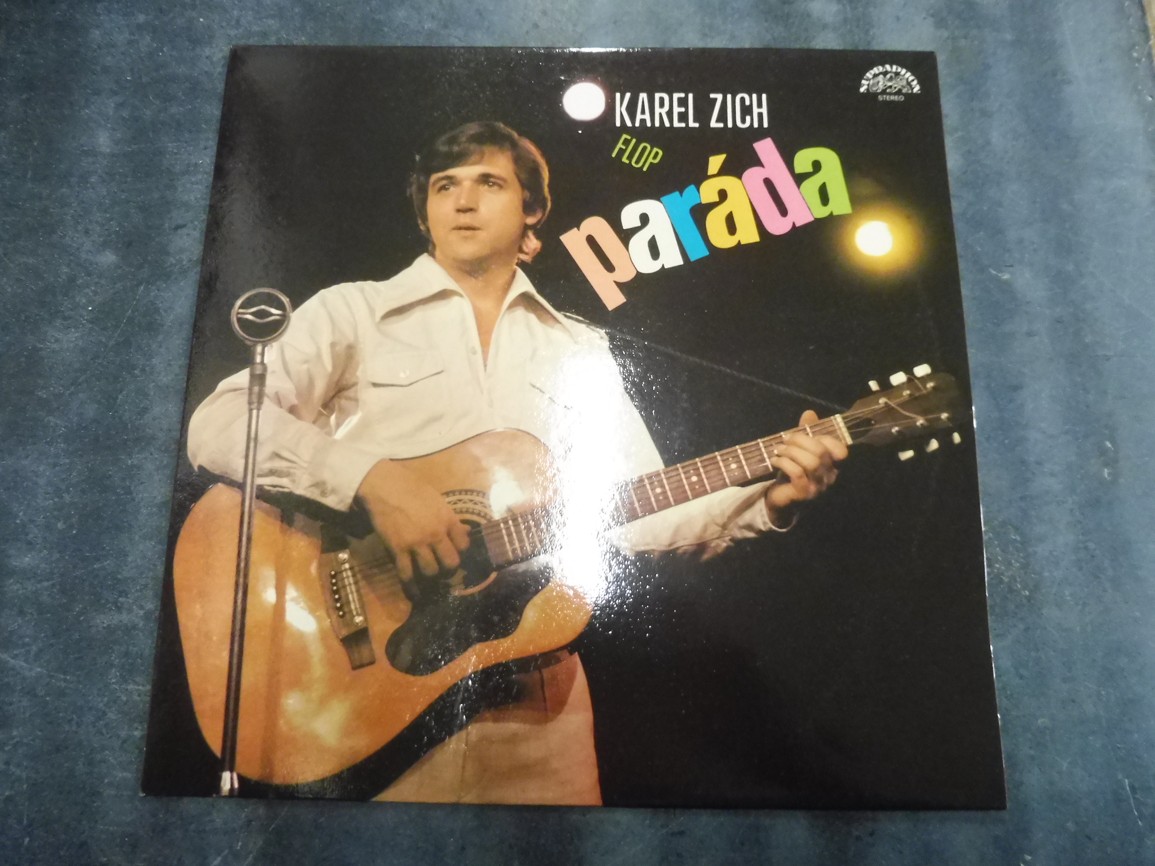 SUPRAPHON
STEREO
KAREL ZICH
FLOP
paráda